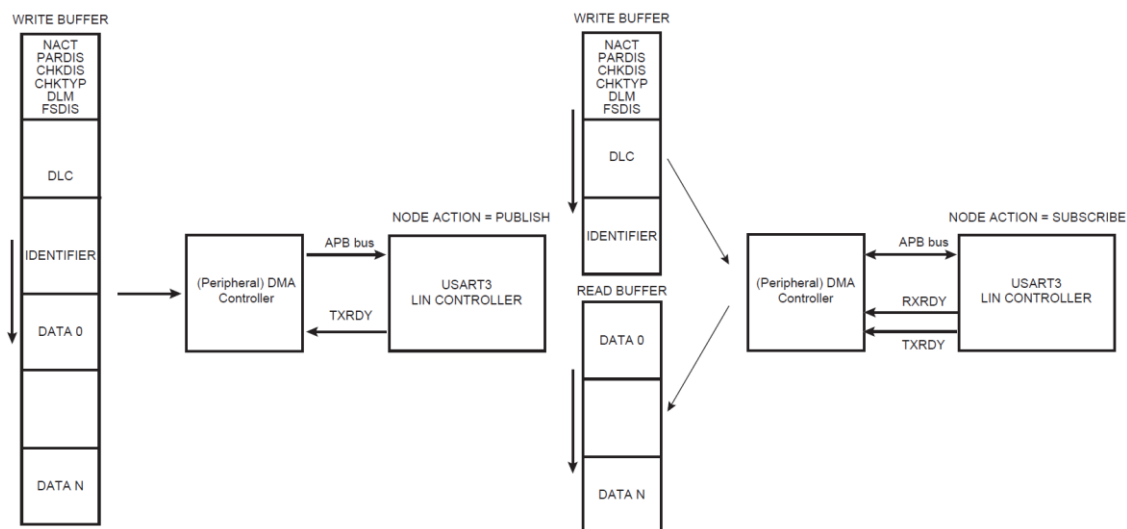 WRITE BUFFER
NACT
PARDIS
CHKDIS
CHKTYP
DLM
FSDIS
DLC
IDENTIFIER
DATA 0
DATA N
(Peripheral) DMA
Controller
APB bus
TXRDY
NODE ACTION = PUBLISH
USART3
LIN CONTROLLER
WRITE BUFFER
NACT
PARDIS
CHKDIS
CHKTYP
DLM
FSDIS
DLC
IDENTIFIER
READ BUFFER
DATA 0
DATA N
(Peripheral) DMA
Controller
APB bus
RXRDY
TXRDY
NODE ACTION = SUBSCRIBE
USART3
LIN CONTROLLER